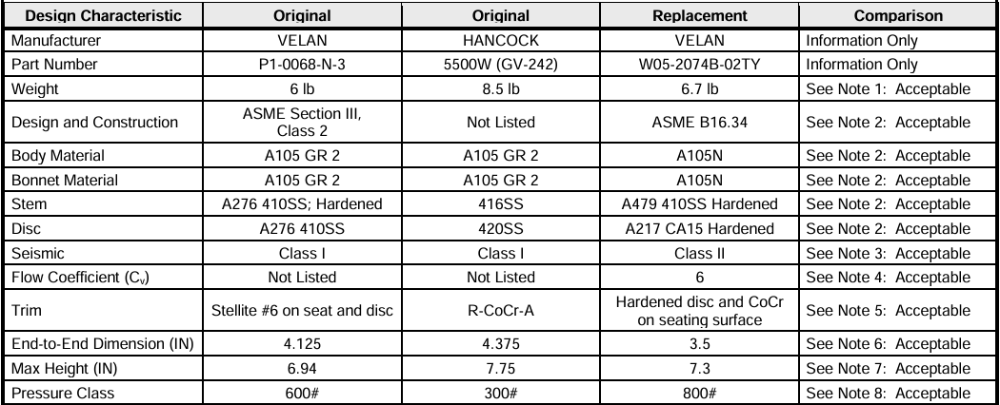 Design Characteristic Original Original Replacement Comparison
Manufacturer VELAN HANCOCK VELAN Information Only
Part Number P1-0068-N-3 5500W (GV-242) W05-2074B-02TY Information Only
Weight 6 lb 8.5 lb 6.7 lb See Note 1: Acceptable
Design and Construction ASME Section III, Class 2 Not Listed ASME B16.34 See Note 2: Acceptable
Body Material A105 GR 2 A105 GR 2 A105N See Note 2: Acceptable
Bonnet Material A105 GR 2 A105 GR 2 A105N See Note 2: Acceptable
Stem A276 410SS; Hardened 416SS A479 410SS Hardened See Note 2: Acceptable
Disc A276 410SS 420SS A217 CA15 Hardened See Note 2: Acceptable
Seismic Class I Class I Class II See Note 3: Acceptable
Flow Coefficient (Cv) Not Listed Not Listed 6 See Note 4: Acceptable
Trim Stellite #6 on seat and disc R-CoCr-A Hardened disc and CoCr on seating surface See Note 5: Acceptable
End-to-End Dimension (IN) 4.125 4.375 3.5 See Note 6: Acceptable
Max Height (IN) 6.94 7.75 7.3 See Note 7: Acceptable
Pressure Class 600# 300# 800# See Note 8: Acceptable